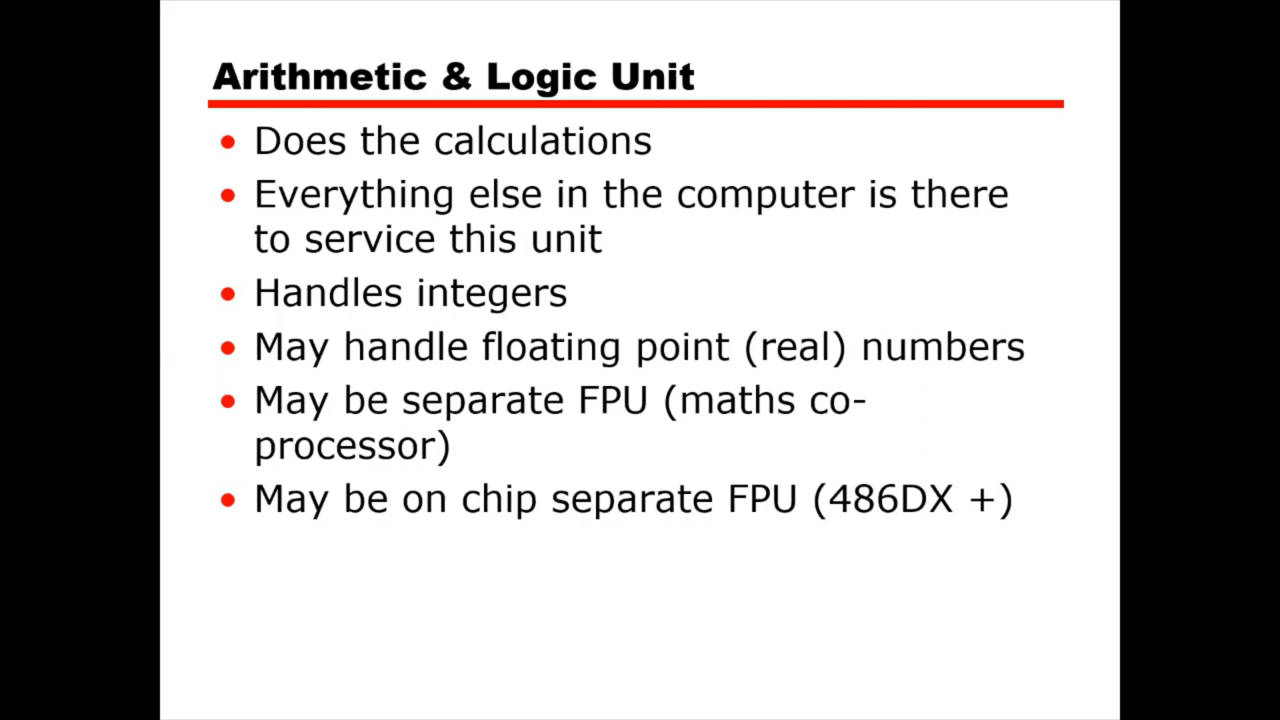 Arithmetic & Logic Unit
• Does the calculations
• Everything else in the computer is there
to service this unit
• Handles integers
• May handle floating point (real) numbers
• May be separate FPU (maths co-
processor)
• May be on chip separate FPU (486DX +)